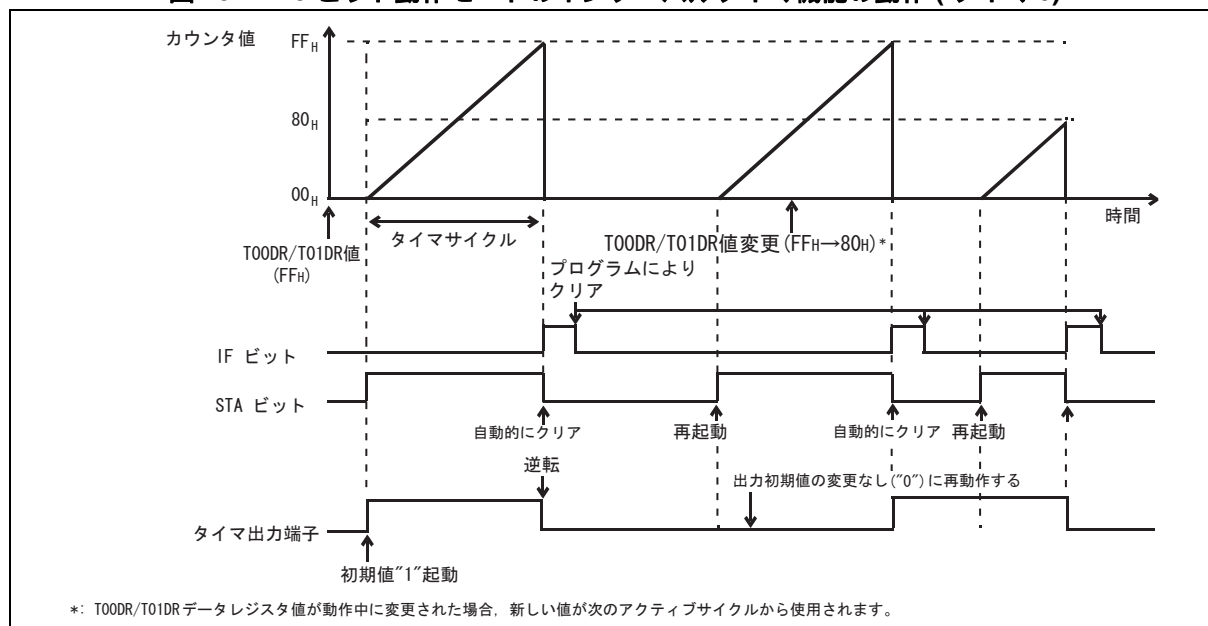 カウンタ値
FFH
80H
00H
時間
タイマサイクル
T00DR/T01DR値
(FFH)
T00DR/T01DR値変更(FFH→80H)*
プログラムにより
クリア
IF ビット
STA ビット
自動的にクリア
再起動
自動的にクリア
再起動
逆転
出力初期値の変更なし("0")に再動作する
タイマ出力端子
初期値"1"起動
*: T00DR/T01DRデータレジスタ値が動作中に変更された場合, 新しい値が次のアクティブサイクルから使用されます。